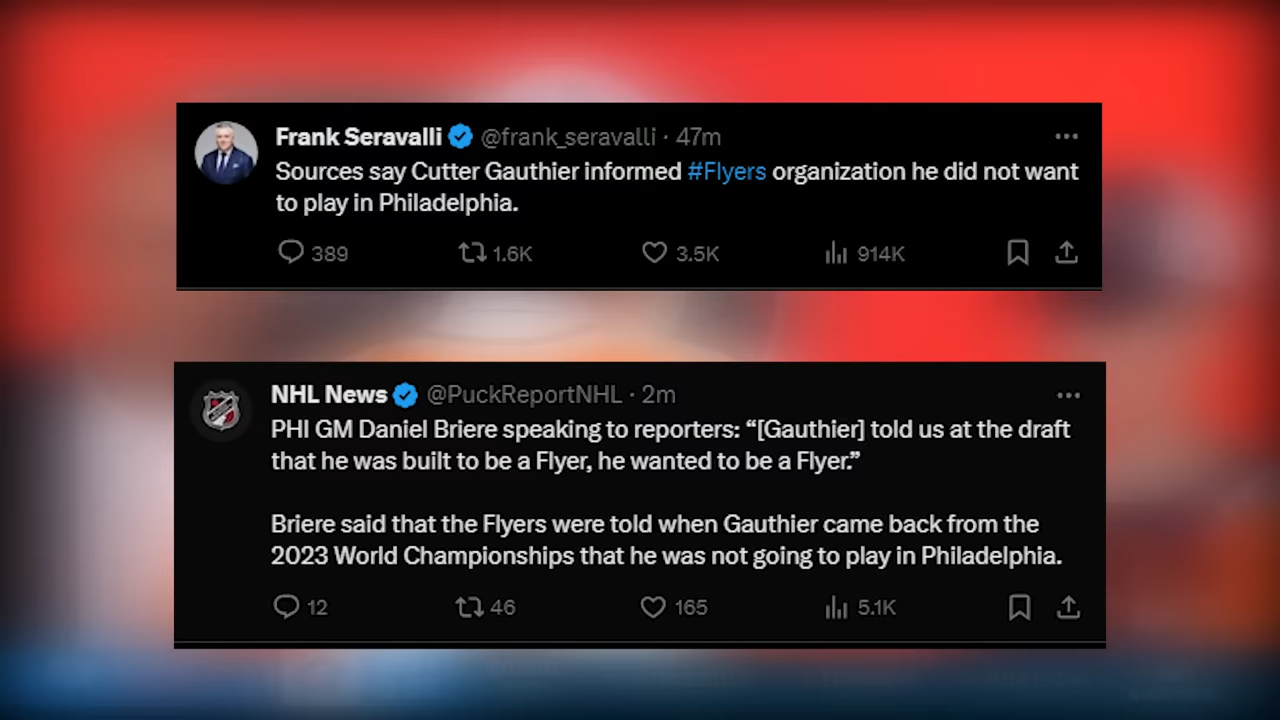 Frank Seravalli @frank_seravalli · 47m
Sources say Cutter Gauthier informed #Flyers organization he did not want
to play in Philadelphia.
389 1.6K 3.5K 914K
NHL News @PuckReportNHL · 2m
PHI GM Daniel Briere speaking to reporters: “[Gauthier] told us at the draft
that he was built to be a Flyer, he wanted to be a Flyer.”
Briere said that the Flyers were told when Gauthier came back from the
2023 World Championships that he was not going to play in Philadelphia.
12 46 165 5.1K